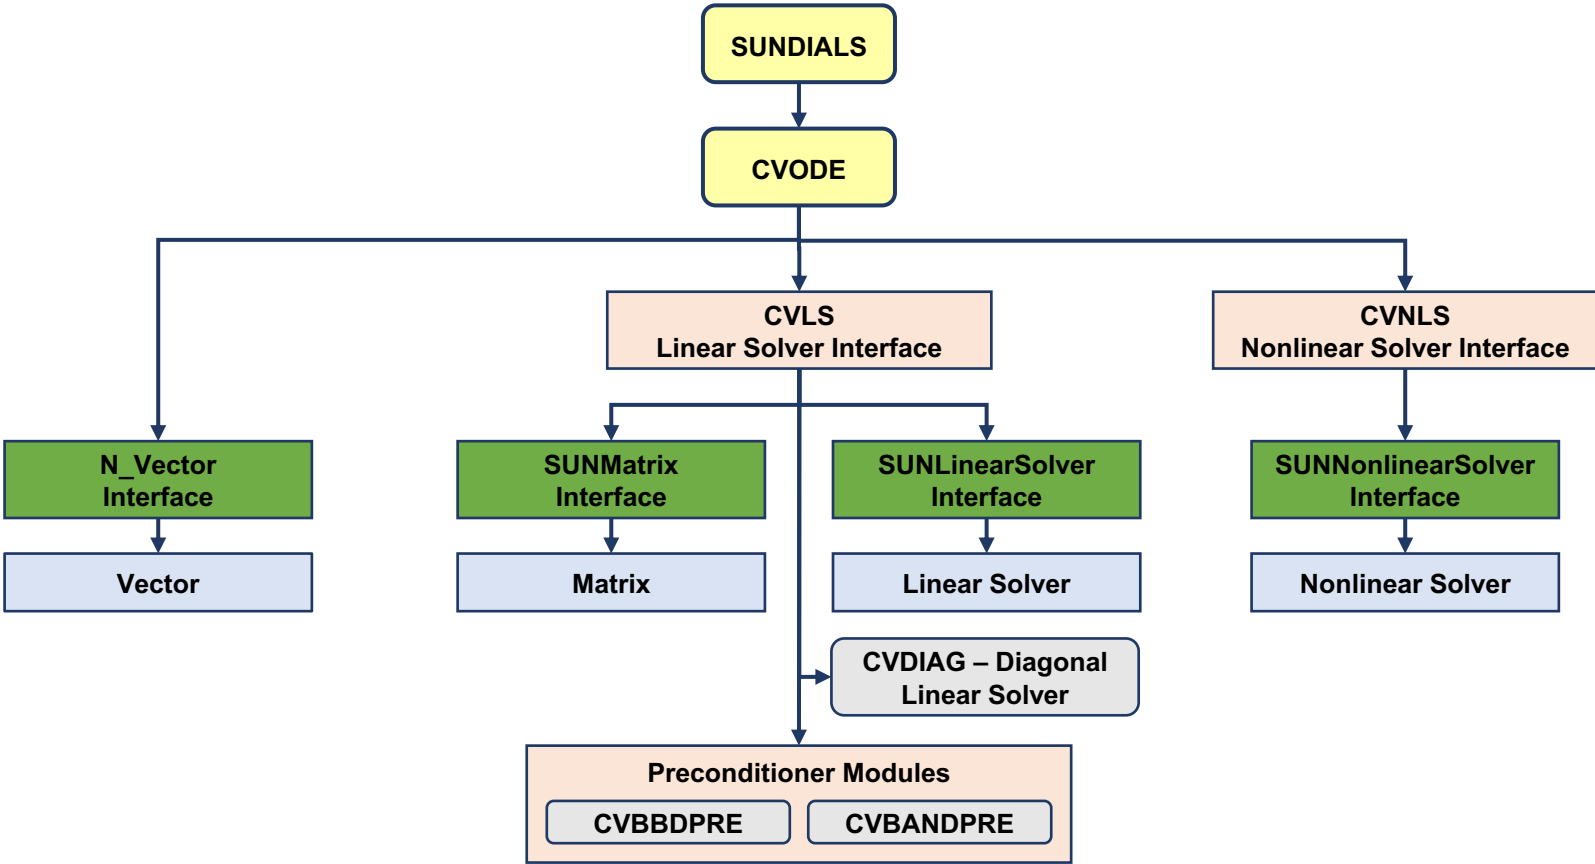 SUNDIALS
CVODE
CVLS
Linear Solver Interface
CVNLS
Nonlinear Solver Interface
N_Vector
Interface
SUNMatrix
Interface
SUNLinearSolver
Interface
SUNNonlinearSolver
Interface
Vector
Matrix
Linear Solver
Nonlinear Solver
CVDIAG – Diagonal
Linear Solver
Preconditioner Modules
CVBBDPRE
CVBANDPRE